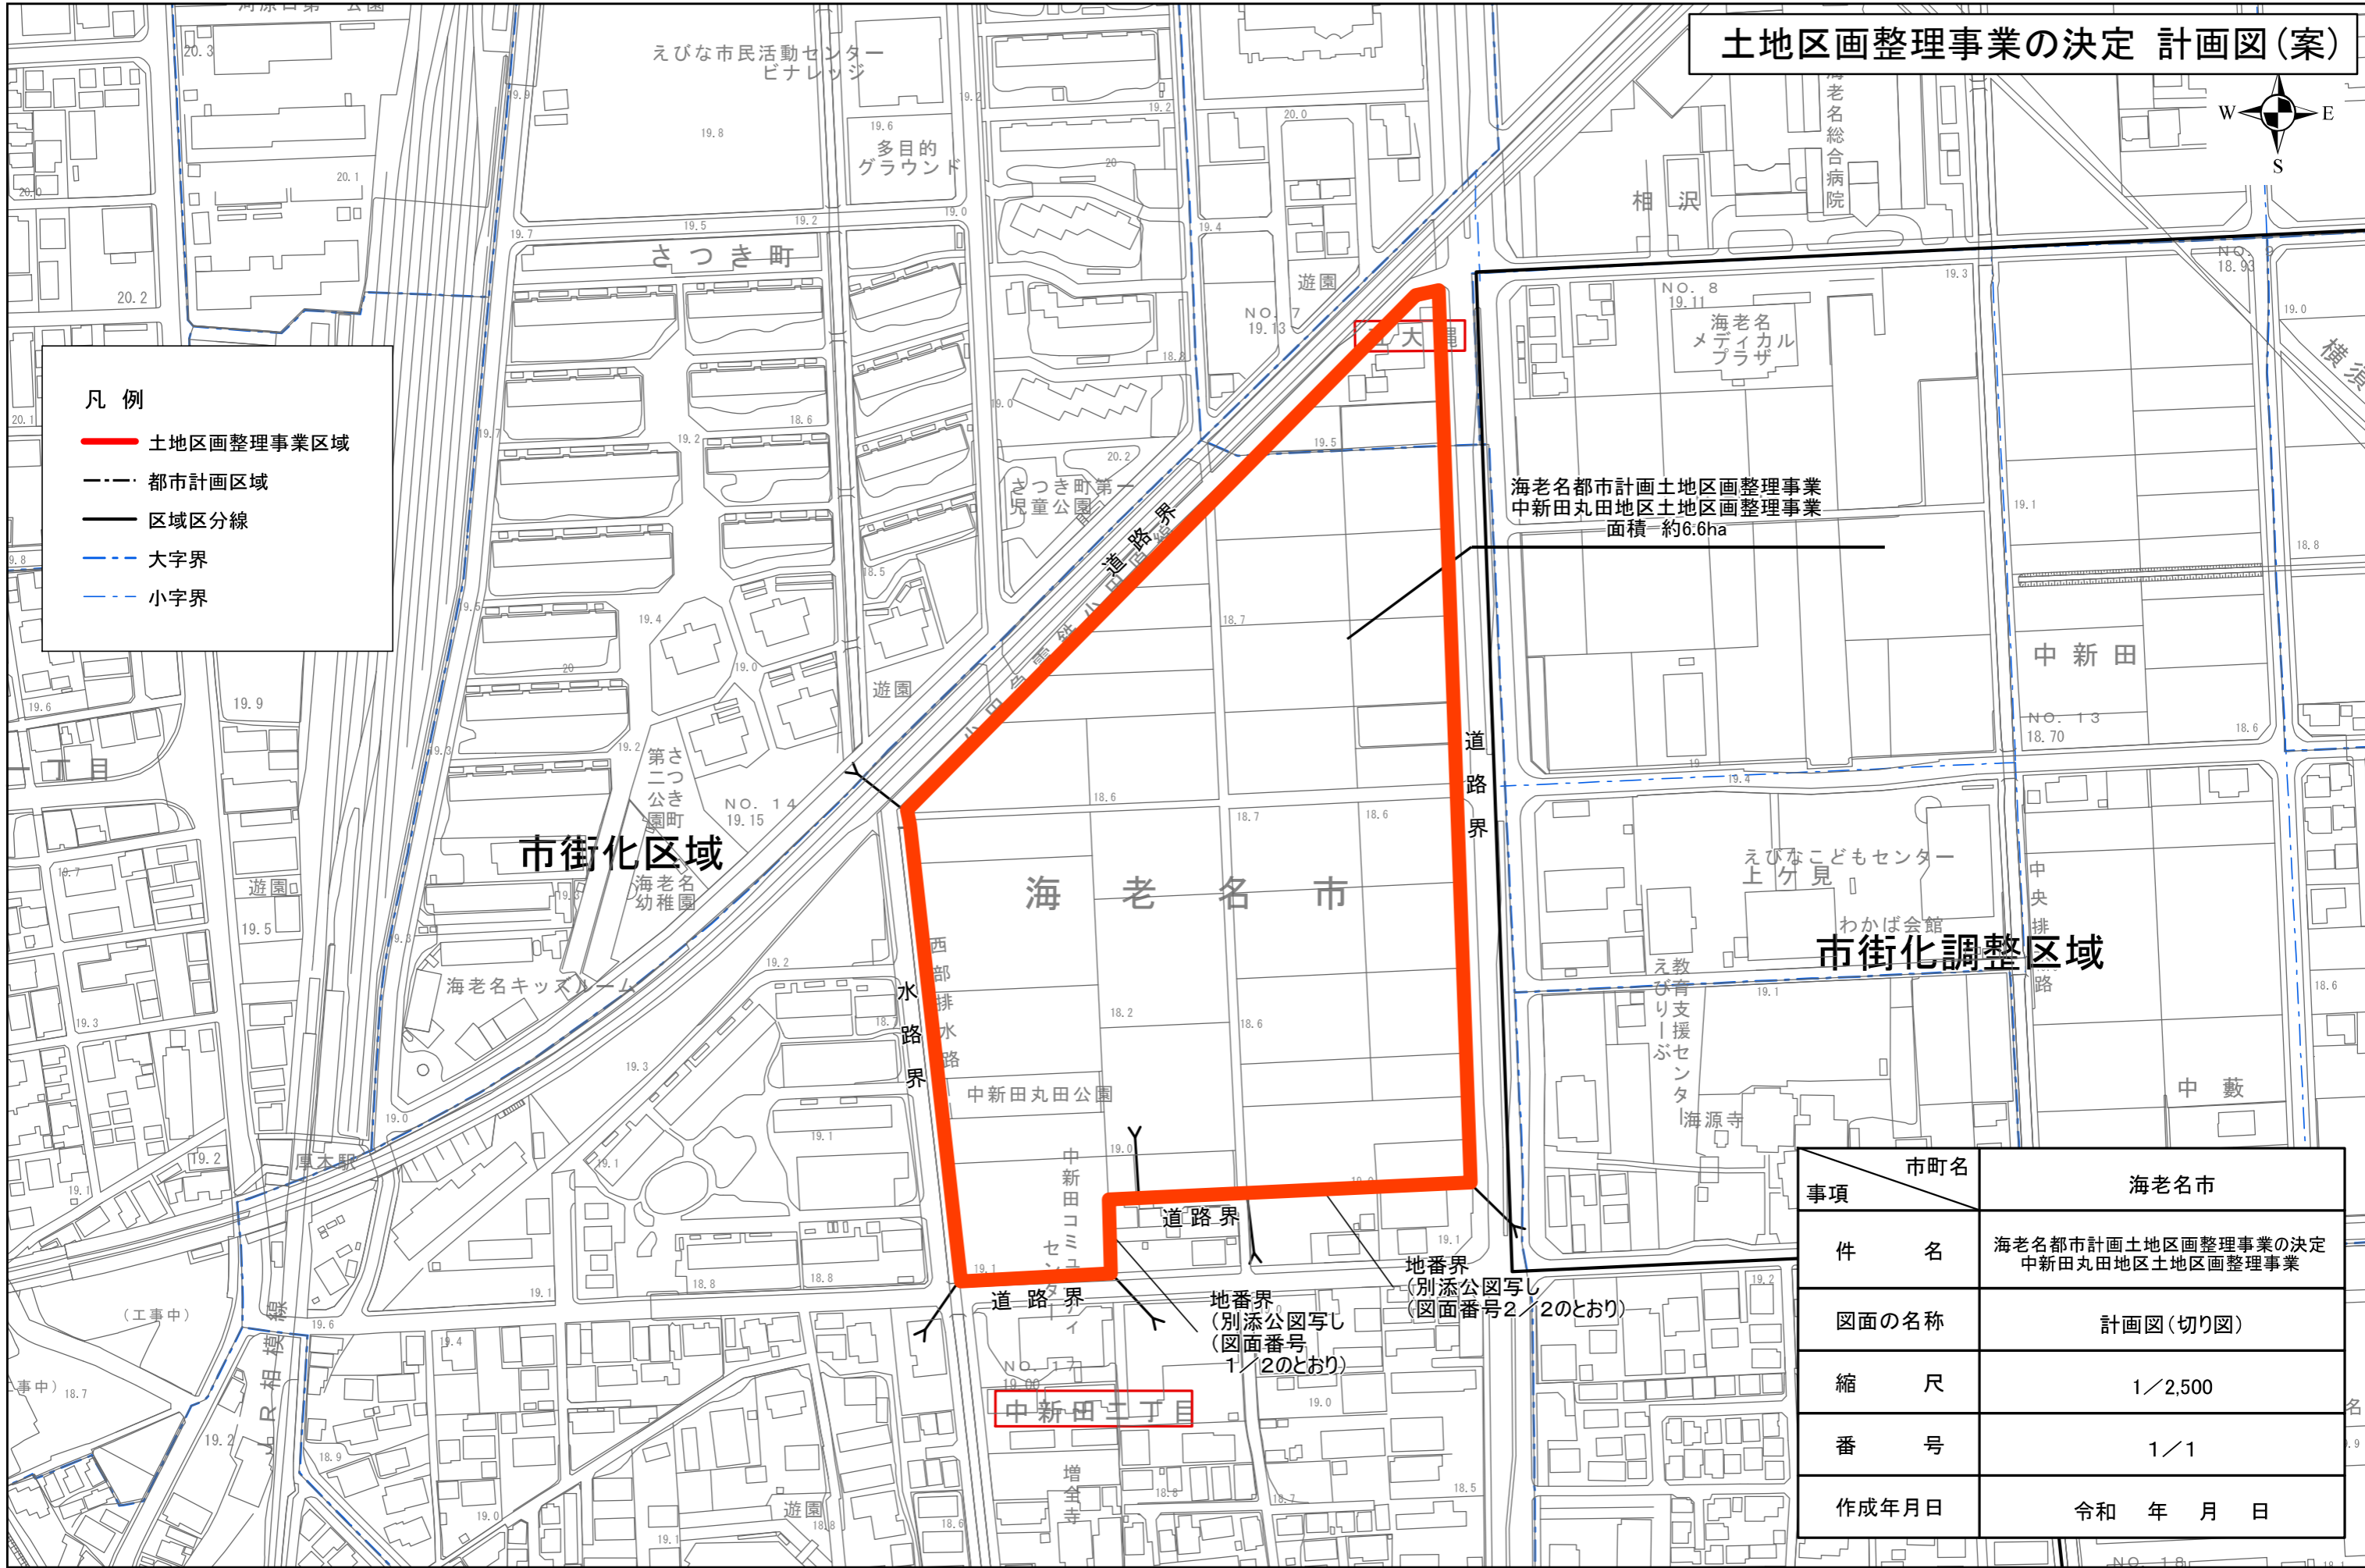 土地区画整理事業の決定 計画図(案)
W E
S
えびな市民活動センター
ビナレッジ
多目的
グラウンド
さつき町
遊園
相沢
海老名総合病院
NO. 7
19.13
NO. 8
19.11
海老名
メディカル
プラザ
凡 例
土地区画整理事業区域
都市計画区域
区域区分線
大字界
小字界
さつき町第一
児童公園
道路界
海老名都市計画土地区画整理事業
中新田丸田地区土地区画整理事業
面積 約6.6ha
中新田
NO. 13
18.70
遊園
さつき町
第二公園
NO. 14
19.15
市街化区域
海老名
幼稚園
遊園
道路界
海老名市
えびなこどもセンター
上ケ見
わかば会館
市街化調整区域
中央排
路
西部排水路
水路界
海老名キッズルーム
教育支援センター
えびりーぶ
海源寺
中藪
中新田丸田公園
厚木駅
中新田コミュニティ
センター
道路界
道路界
地番界
(別添公図写し
(図面番号2/2のとおり)
地番界
(別添公図写し
(図面番号
1/2のとおり)
(工事中)
JR相模線
NO. 17
19.00
中新田二丁目
増全寺
遊園
市町名
事項
海老名市
件 名
海老名都市計画土地区画整理事業の決定
中新田丸田地区土地区画整理事業
図面の名称
計画図(切り図)
縮 尺
1/2,500
番 号
1/1
作成年月日
令和 年 月 日